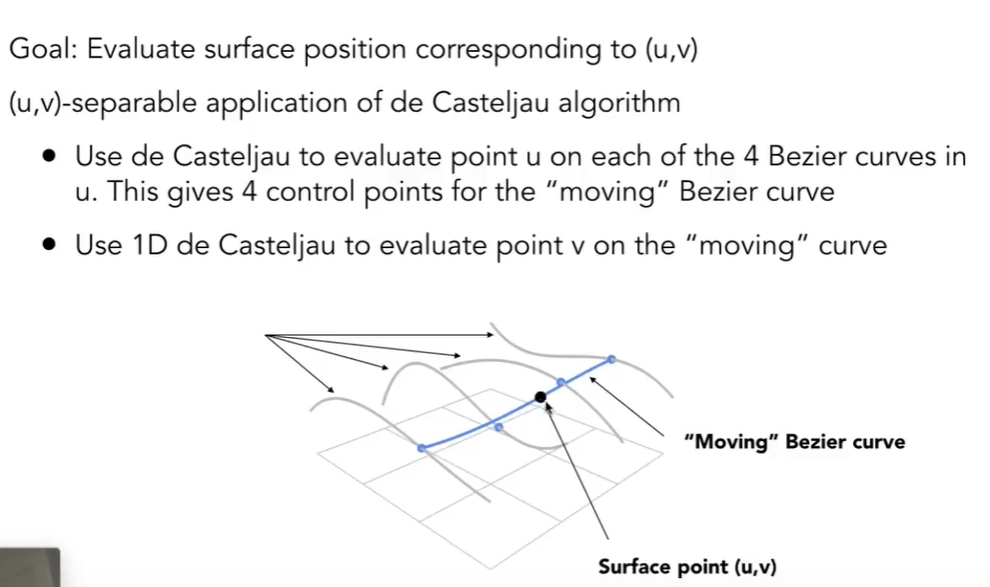 Goal: Evaluate surface position corresponding to (u,v)
(u,v)-separable application of de Casteljau algorithm
● Use de Casteljau to evaluate point u on each of the 4 Bezier curves in
u. This gives 4 control points for the “moving” Bezier curve
● Use 1D de Casteljau to evaluate point v on the “moving” curve
“Moving” Bezier curve
Surface point (u,v)